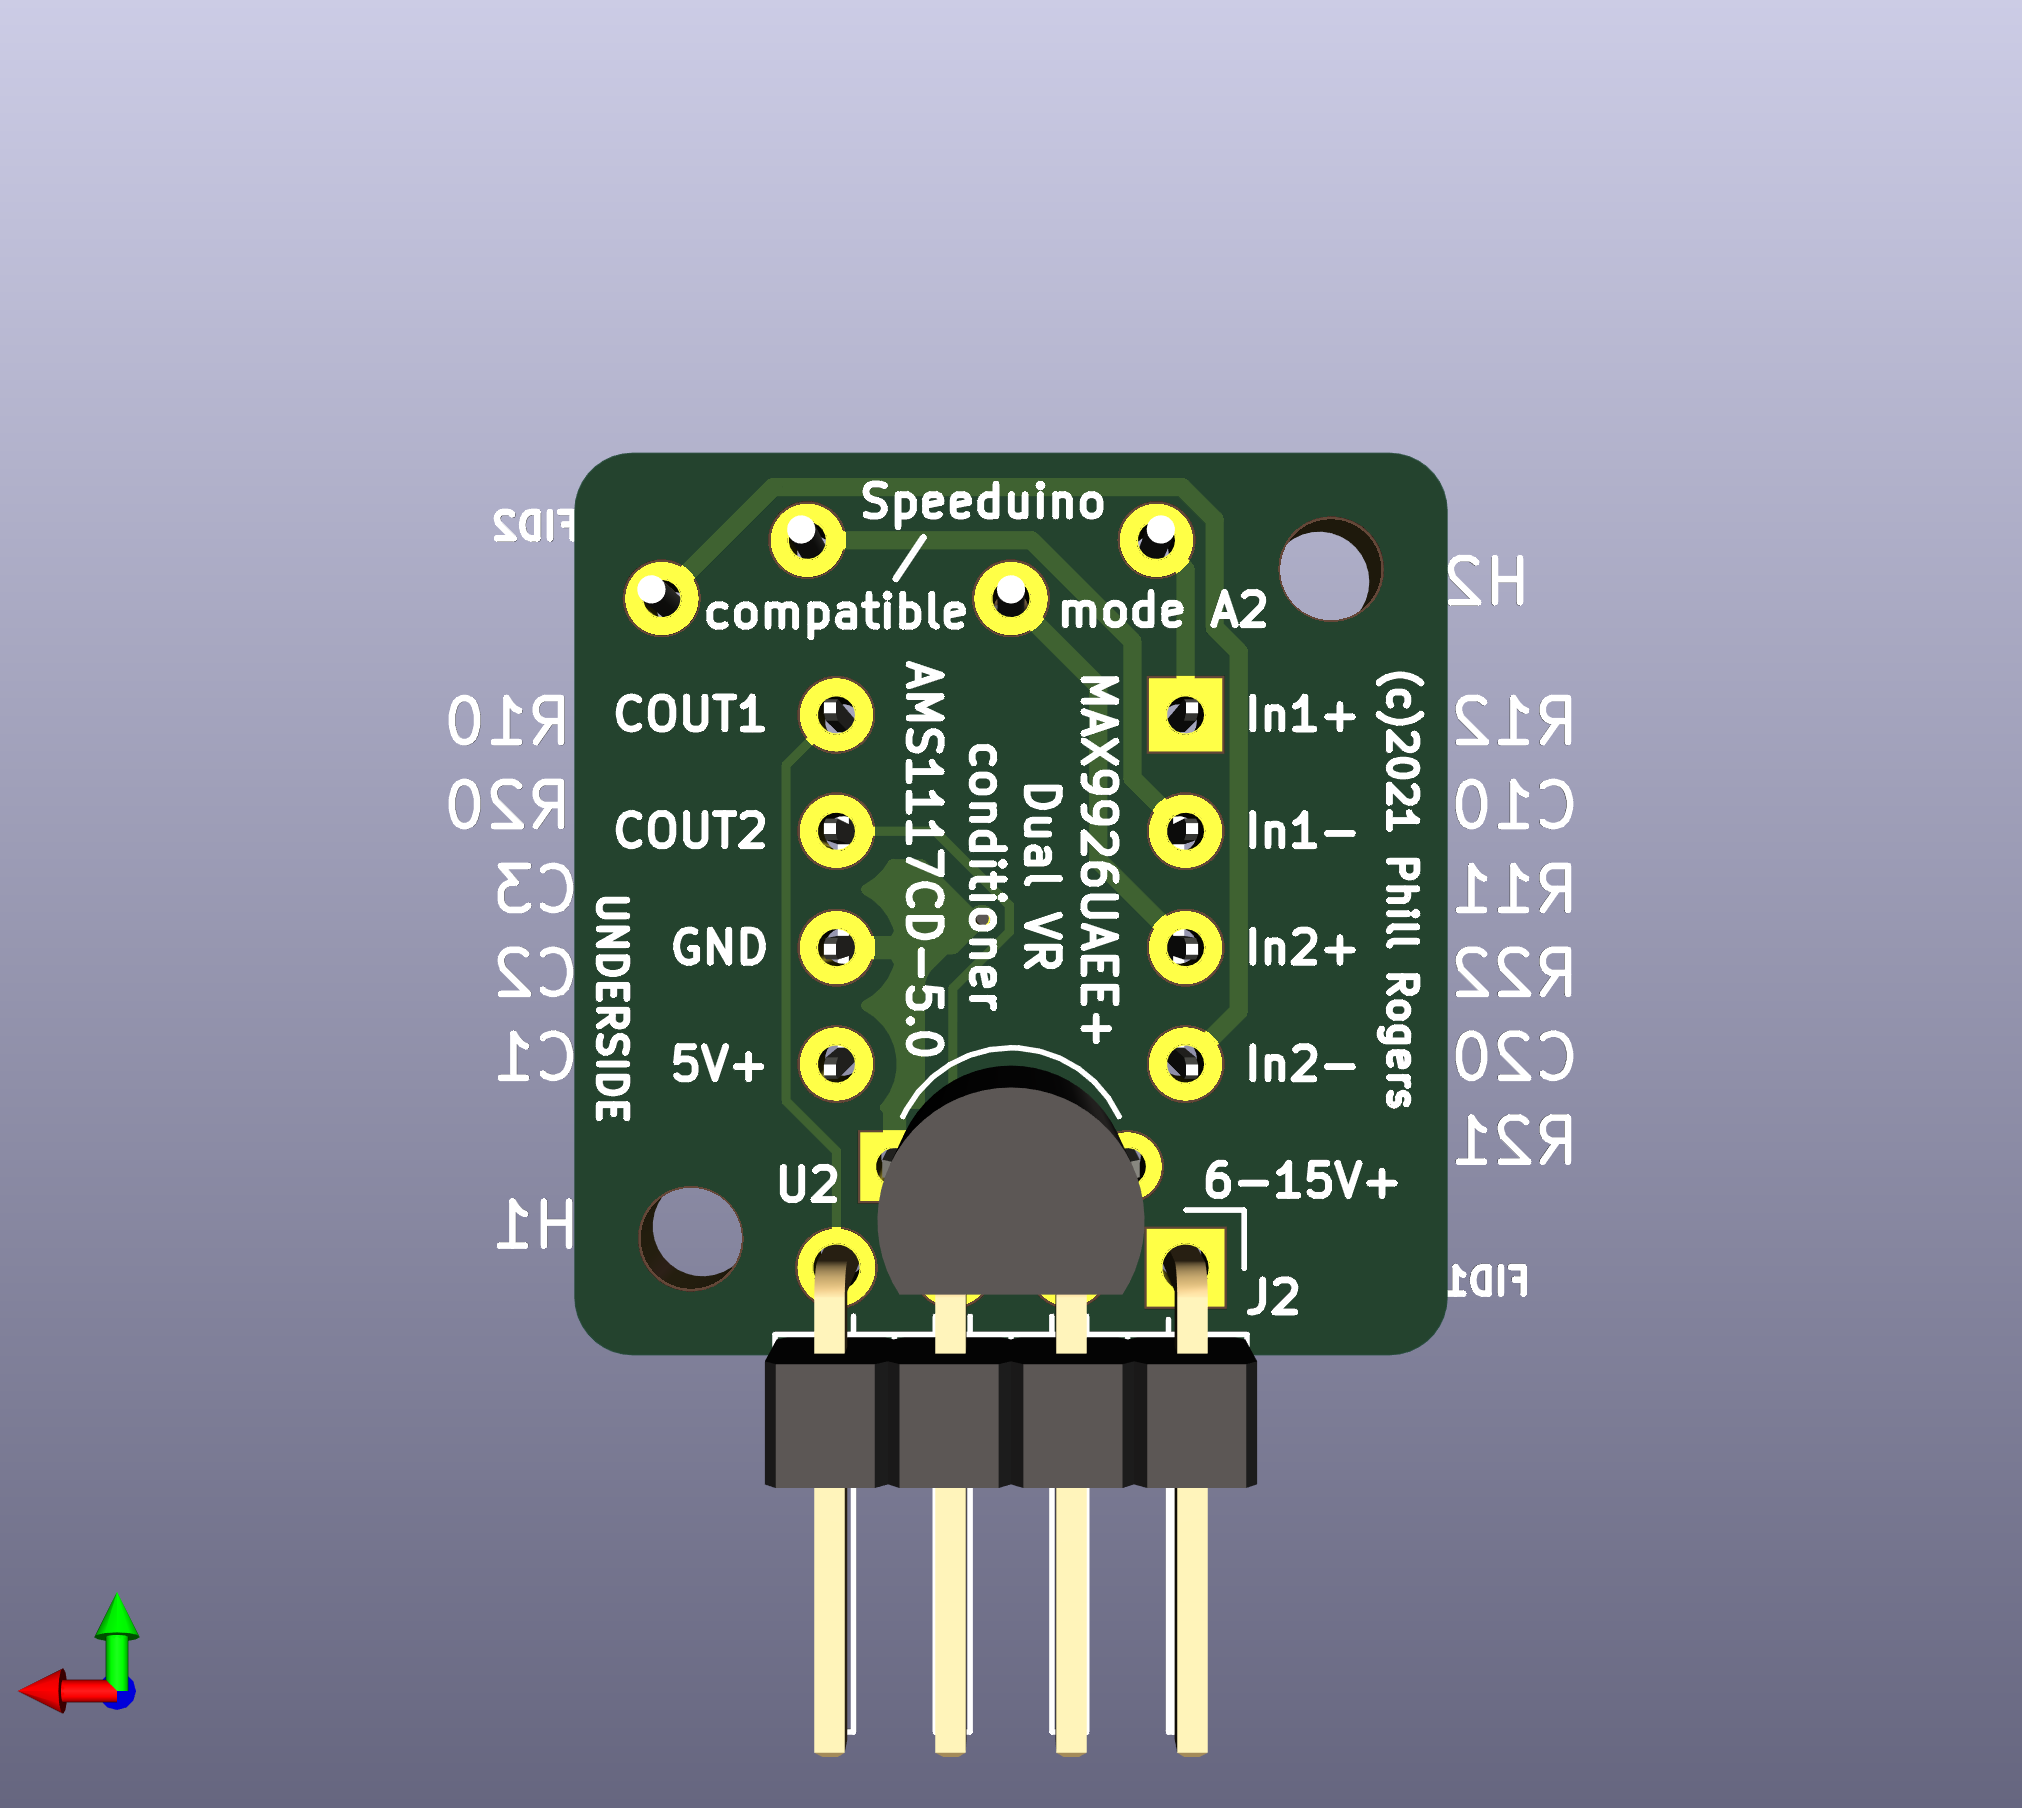 Speeduino
/
compatible mode A2
FID2
H2
R10
R20
C3
C2
C1
H1
COUT1
COUT2
GND
5V+
UNDERSIDE
AMS1117CD-5.0
conditioner
Dual VR
MAX9926UAEE+
In1+
In1-
In2+
In2-
(c)2021 Phill Rogers
R12
C10
R11
R22
C20
R21
U2
6-15V+
J2
FID1